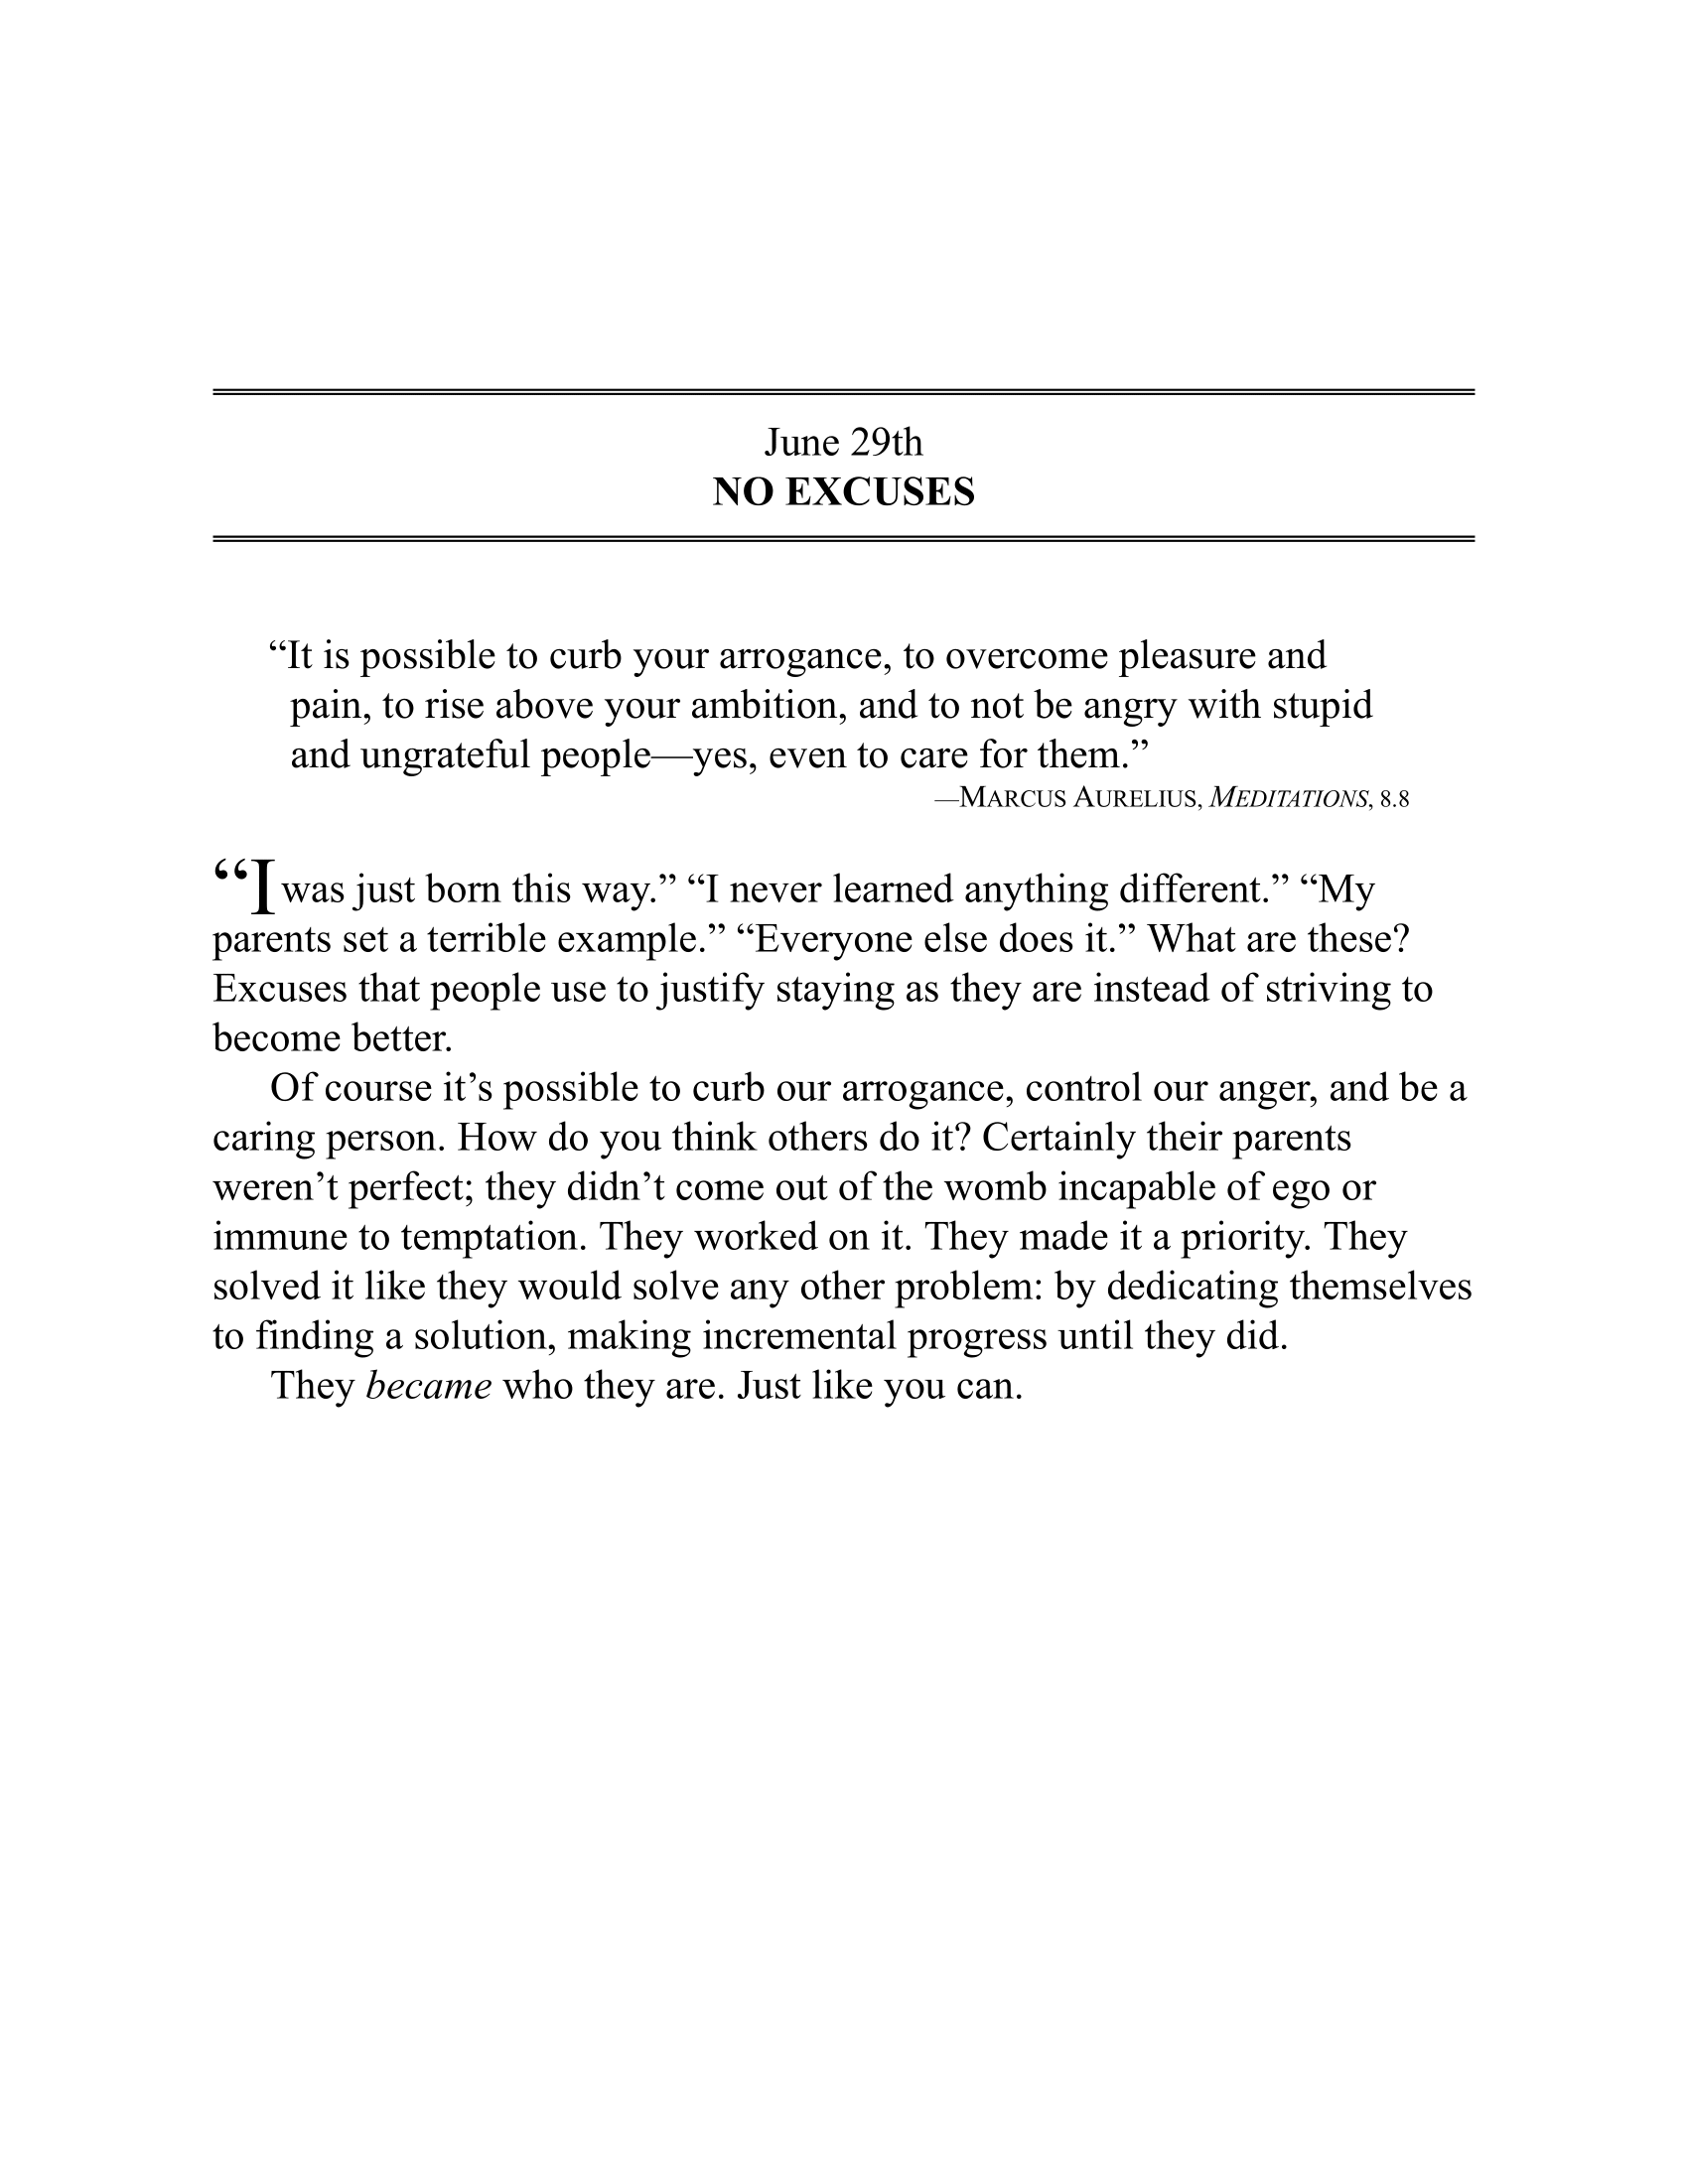 June 29th
NO EXCUSES
“It is possible to curb your arrogance, to overcome pleasure and
pain, to rise above your ambition, and to not be angry with stupid
and ungrateful people—yes, even to care for them.”
—MARCUS AURELIUS, MEDITATIONS, 8.8
“I was just born this way.” “I never learned anything different.” “My
parents set a terrible example.” “Everyone else does it.” What are these?
Excuses that people use to justify staying as they are instead of striving to
become better.
Of course it’s possible to curb our arrogance, control our anger, and be a
caring person. How do you think others do it? Certainly their parents
weren’t perfect; they didn’t come out of the womb incapable of ego or
immune to temptation. They worked on it. They made it a priority. They
solved it like they would solve any other problem: by dedicating themselves
to finding a solution, making incremental progress until they did.
They became who they are. Just like you can.